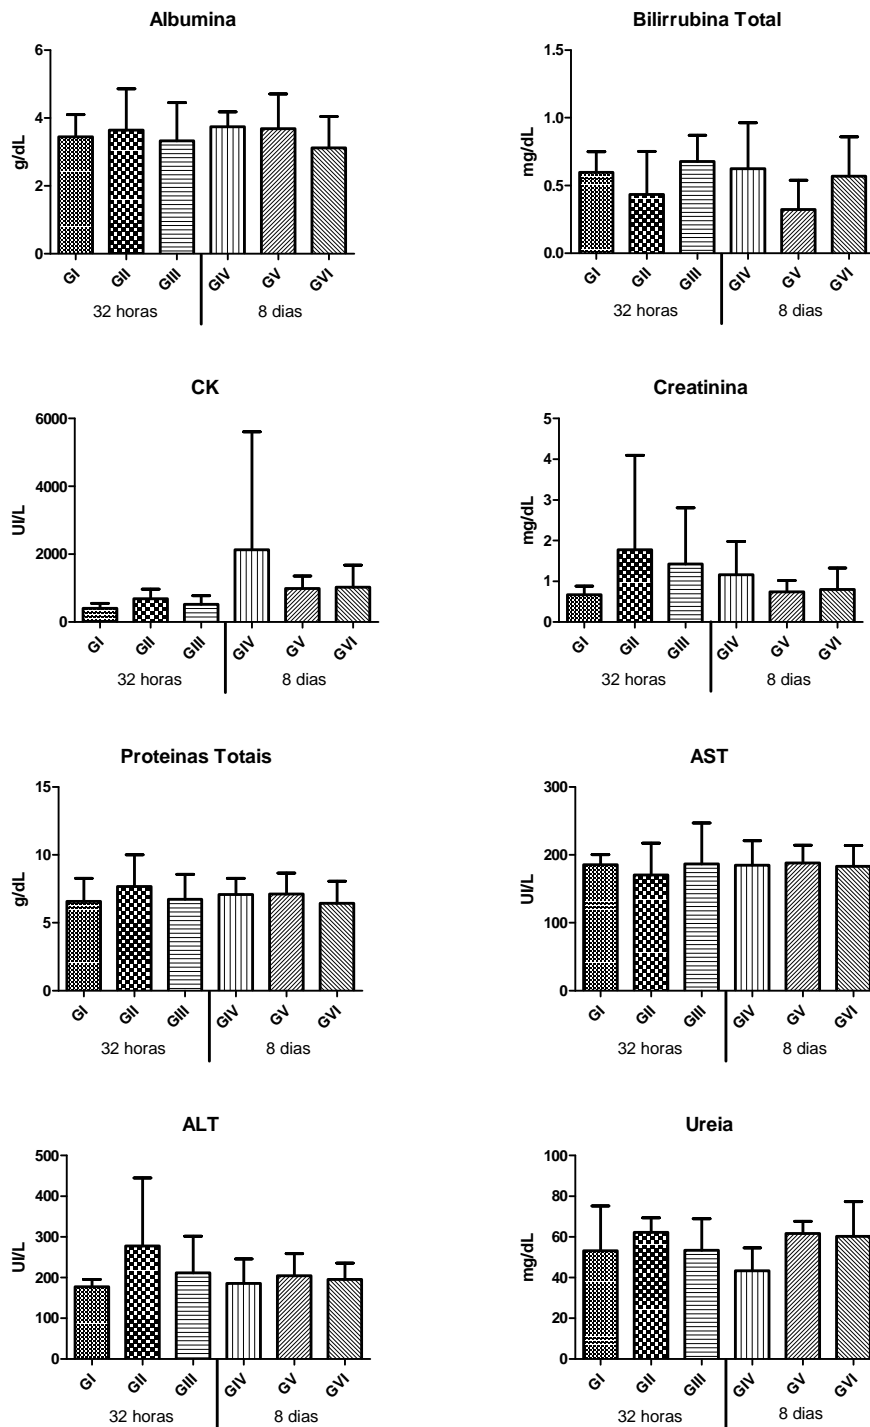 Albumina
6
4
2
0
g/dL
GI
GII
GIII
GIV
GV
GVI
32 horas
8 dias
Bilirrubina Total
1.5
1.0
0.5
0.0
mg/dL
GI
GII
GIII
GIV
GV
GVI
32 horas
8 dias
CK
6000
4000
2000
0
UI/L
GI
GII
GIII
GIV
GV
GVI
32 horas
8 dias
Creatinina
5
4
3
2
1
0
mg/dL
GI
GII
GIII
GIV
GV
GVI
32 horas
8 dias
Proteinas Totais
15
10
5
0
g/dL
GI
GII
GIII
GIV
GV
GVI
32 horas
8 dias
AST
300
200
100
0
UI/L
GI
GII
GIII
GIV
GV
GVI
32 horas
8 dias
ALT
500
400
300
200
100
0
UI/L
GI
GII
GIII
GIV
GV
GVI
32 horas
8 dias
Ureia
100
80
60
40
20
0
mg/dL
GI
GII
GIII
GIV
GV
GVI
32 horas
8 dias